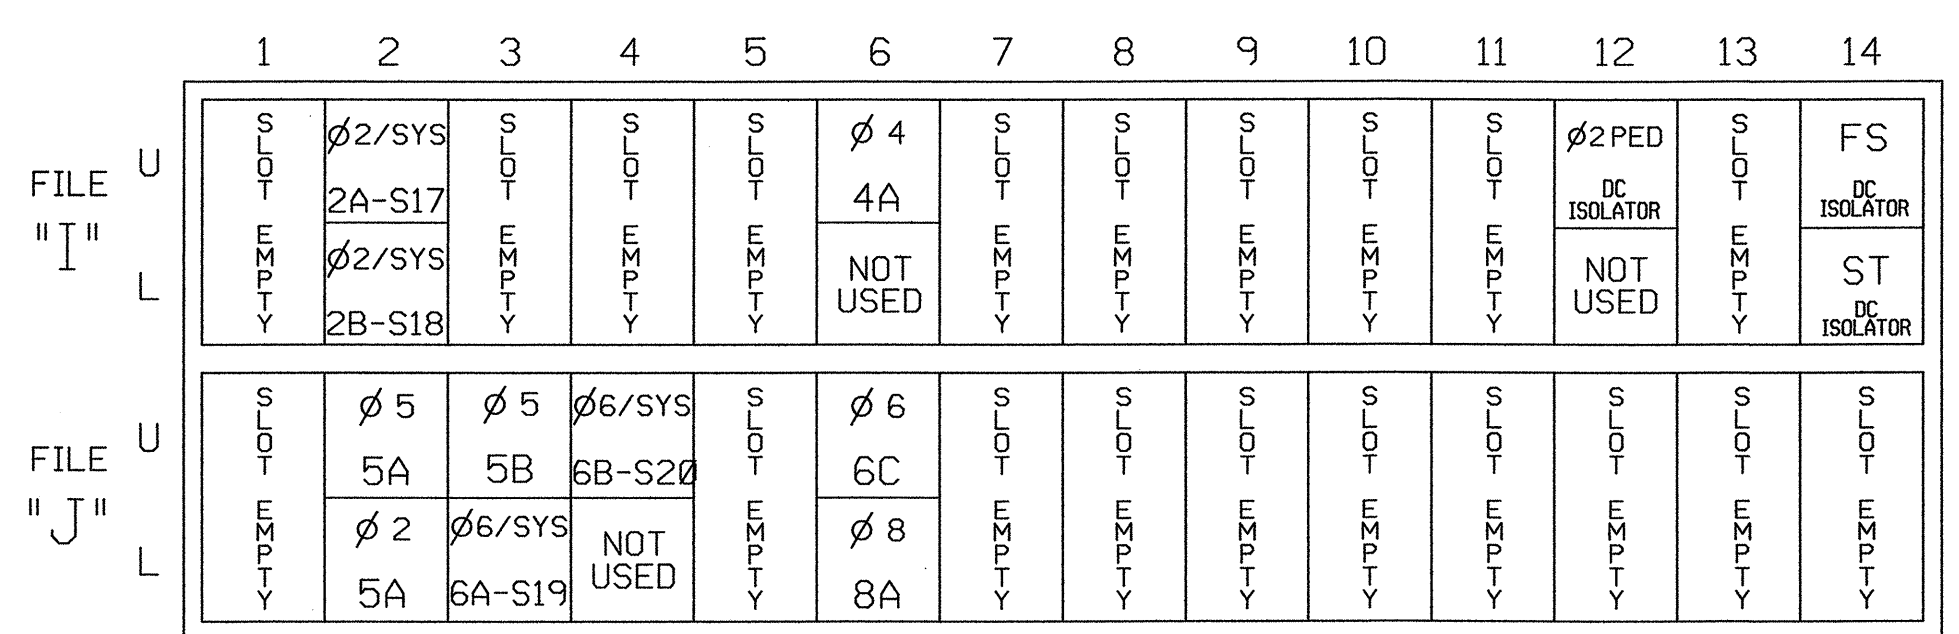 1 2 3 4 5 6 7 8 9 10 11 12 13 14
FILE "I"
U
L
SLOT EMPTY
Ø2/SYS
2A-S17
Ø2/SYS
2B-S18
SLOT EMPTY
SLOT EMPTY
SLOT EMPTY
Ø 4
4A
NOT
USED
SLOT EMPTY
SLOT EMPTY
SLOT EMPTY
SLOT EMPTY
SLOT EMPTY
Ø2PED
DC
ISOLATOR
NOT
USED
SLOT EMPTY
FS
DC
ISOLATOR
ST
DC
ISOLATOR
FILE "J"
U
L
SLOT EMPTY
Ø 5
5A
Ø 2
5A
Ø 5
5B
Ø6/SYS
6A-S19
Ø6/SYS
6B-S20
NOT
USED
SLOT EMPTY
Ø 6
6C
Ø 8
8A
SLOT EMPTY
SLOT EMPTY
SLOT EMPTY
SLOT EMPTY
SLOT EMPTY
SLOT EMPTY
SLOT EMPTY
SLOT EMPTY